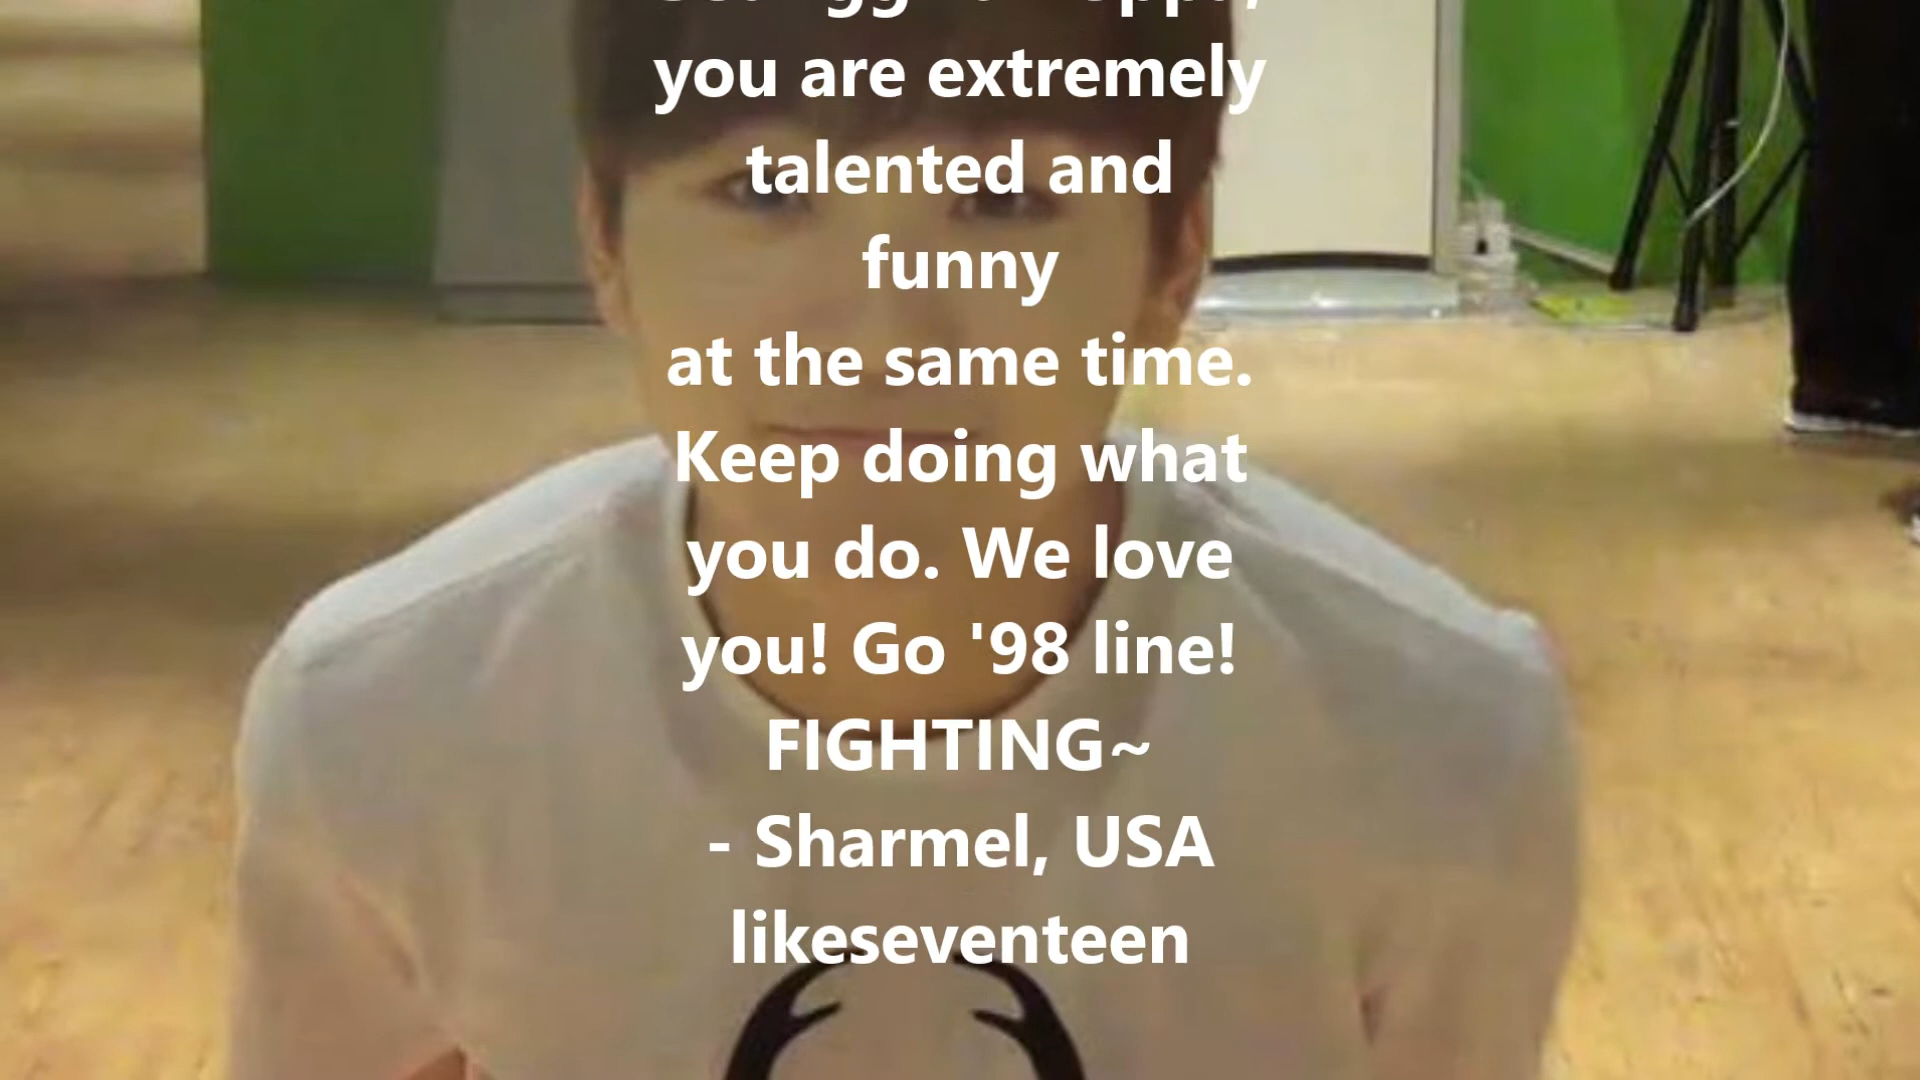 you are extremely
talented and
funny
at the same time.
Keep doing what
you do. We love
you! Go '98 line!
FIGHTING~
- Sharmel, USA
likeseventeen